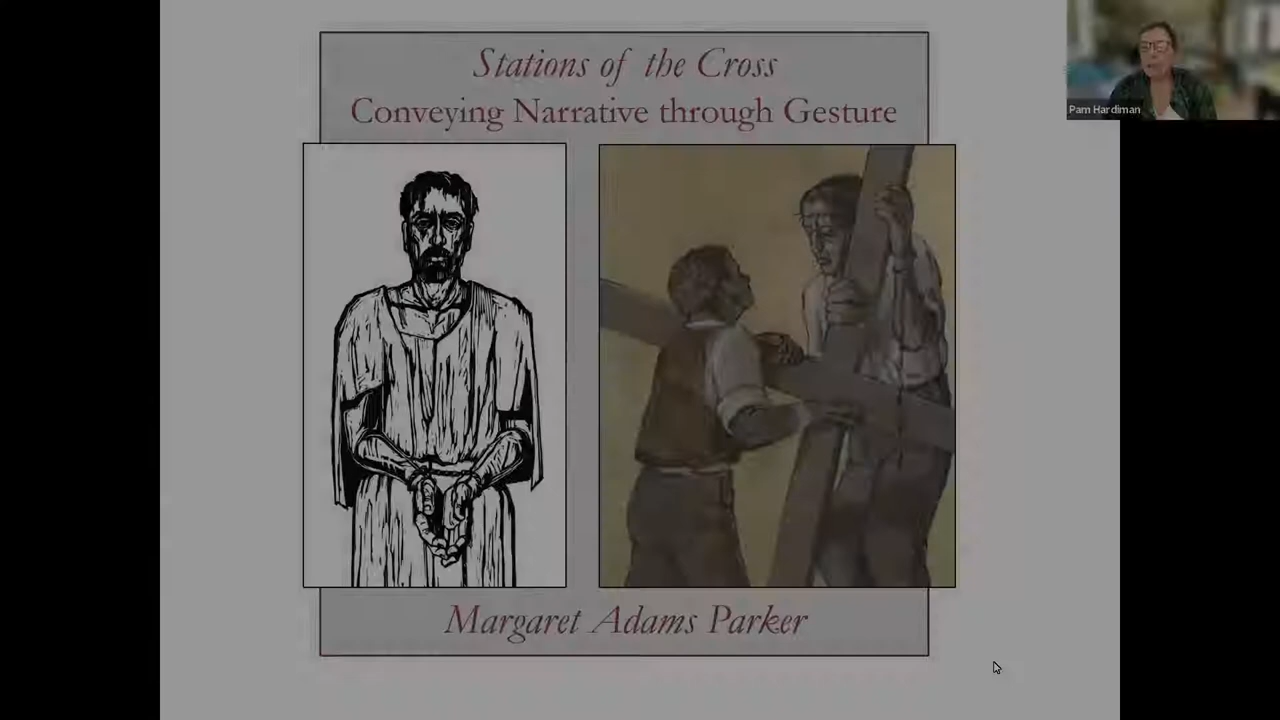 Stations of the Cross
Conveying Narrative through Gesture
Margaret Adams Parker
Pam Hardiman